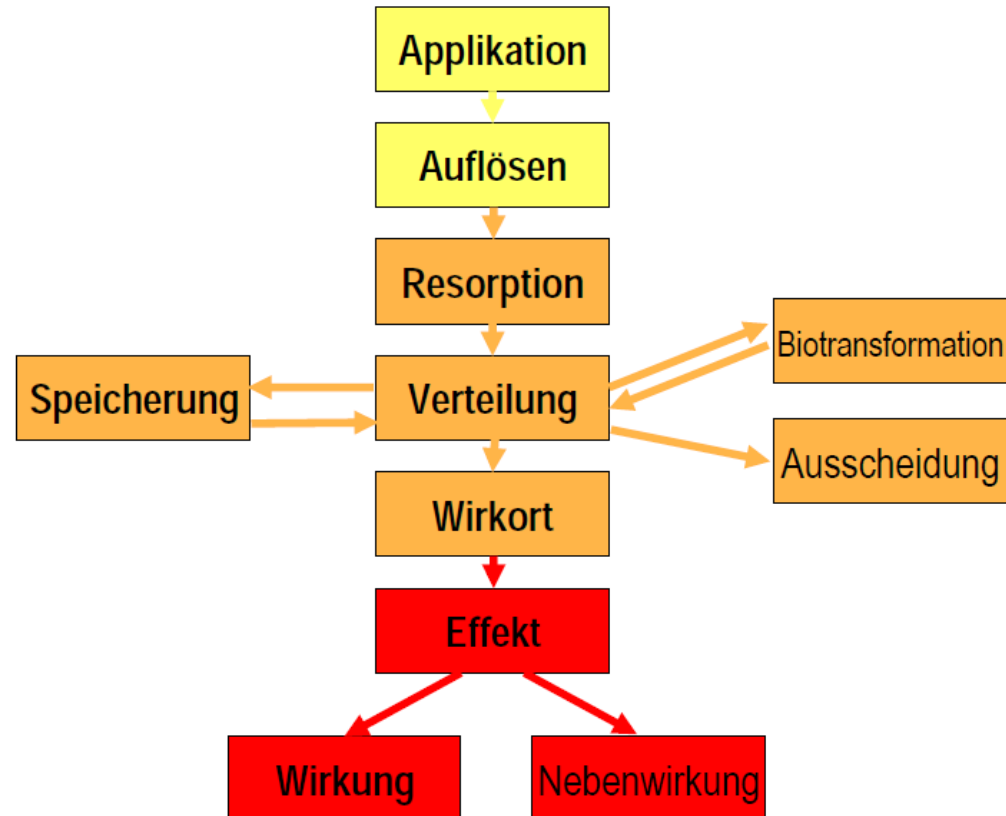 Applikation
Auflösen
Resorption
Biotransformation
Speicherung
Verteilung
Ausscheidung
Wirkort
Effekt
Wirkung
Nebenwirkung